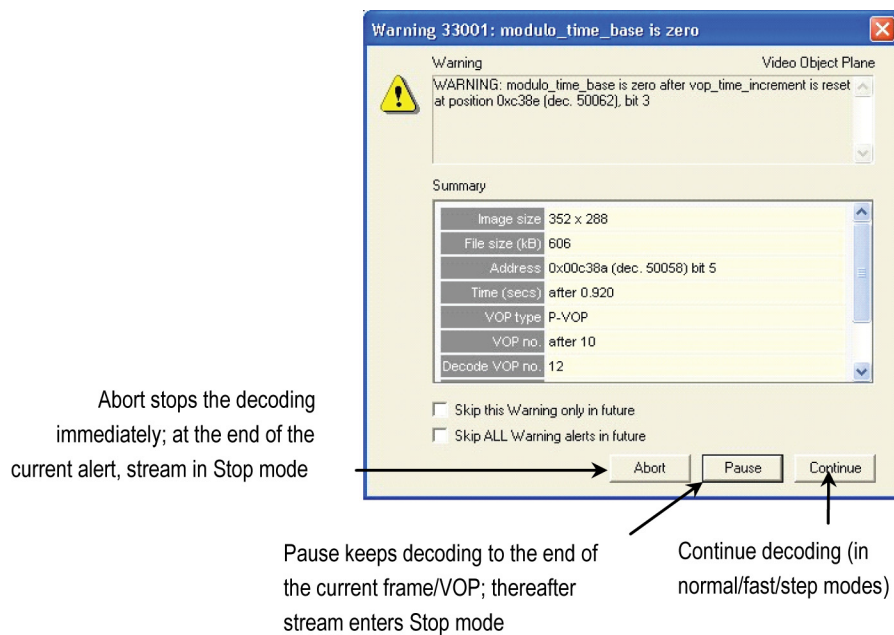 Warning 33001: modulo_time_base is zero
Warning
Video Object Plane
WARNING: modulo_time_base is zero after vop_time_increment is reset
at position 0xc38e (dec. 50062), bit 3
Summary
Image size 352 x 288
File size (kB) 606
Address 0x00c38a (dec. 50058) bit 5
Time (secs) after 0.920
VOP type P-VOP
VOP no. after 10
Decode VOP no. 12
Skip this Warning only in future
Skip ALL Warning alerts in future
Abort
Pause
Continue
Abort stops the decoding
immediately; at the end of the
current alert, stream in Stop mode
Pause keeps decoding to the end of
the current frame/VOP; thereafter
stream enters Stop mode
Continue decoding (in
normal/fast/step modes)